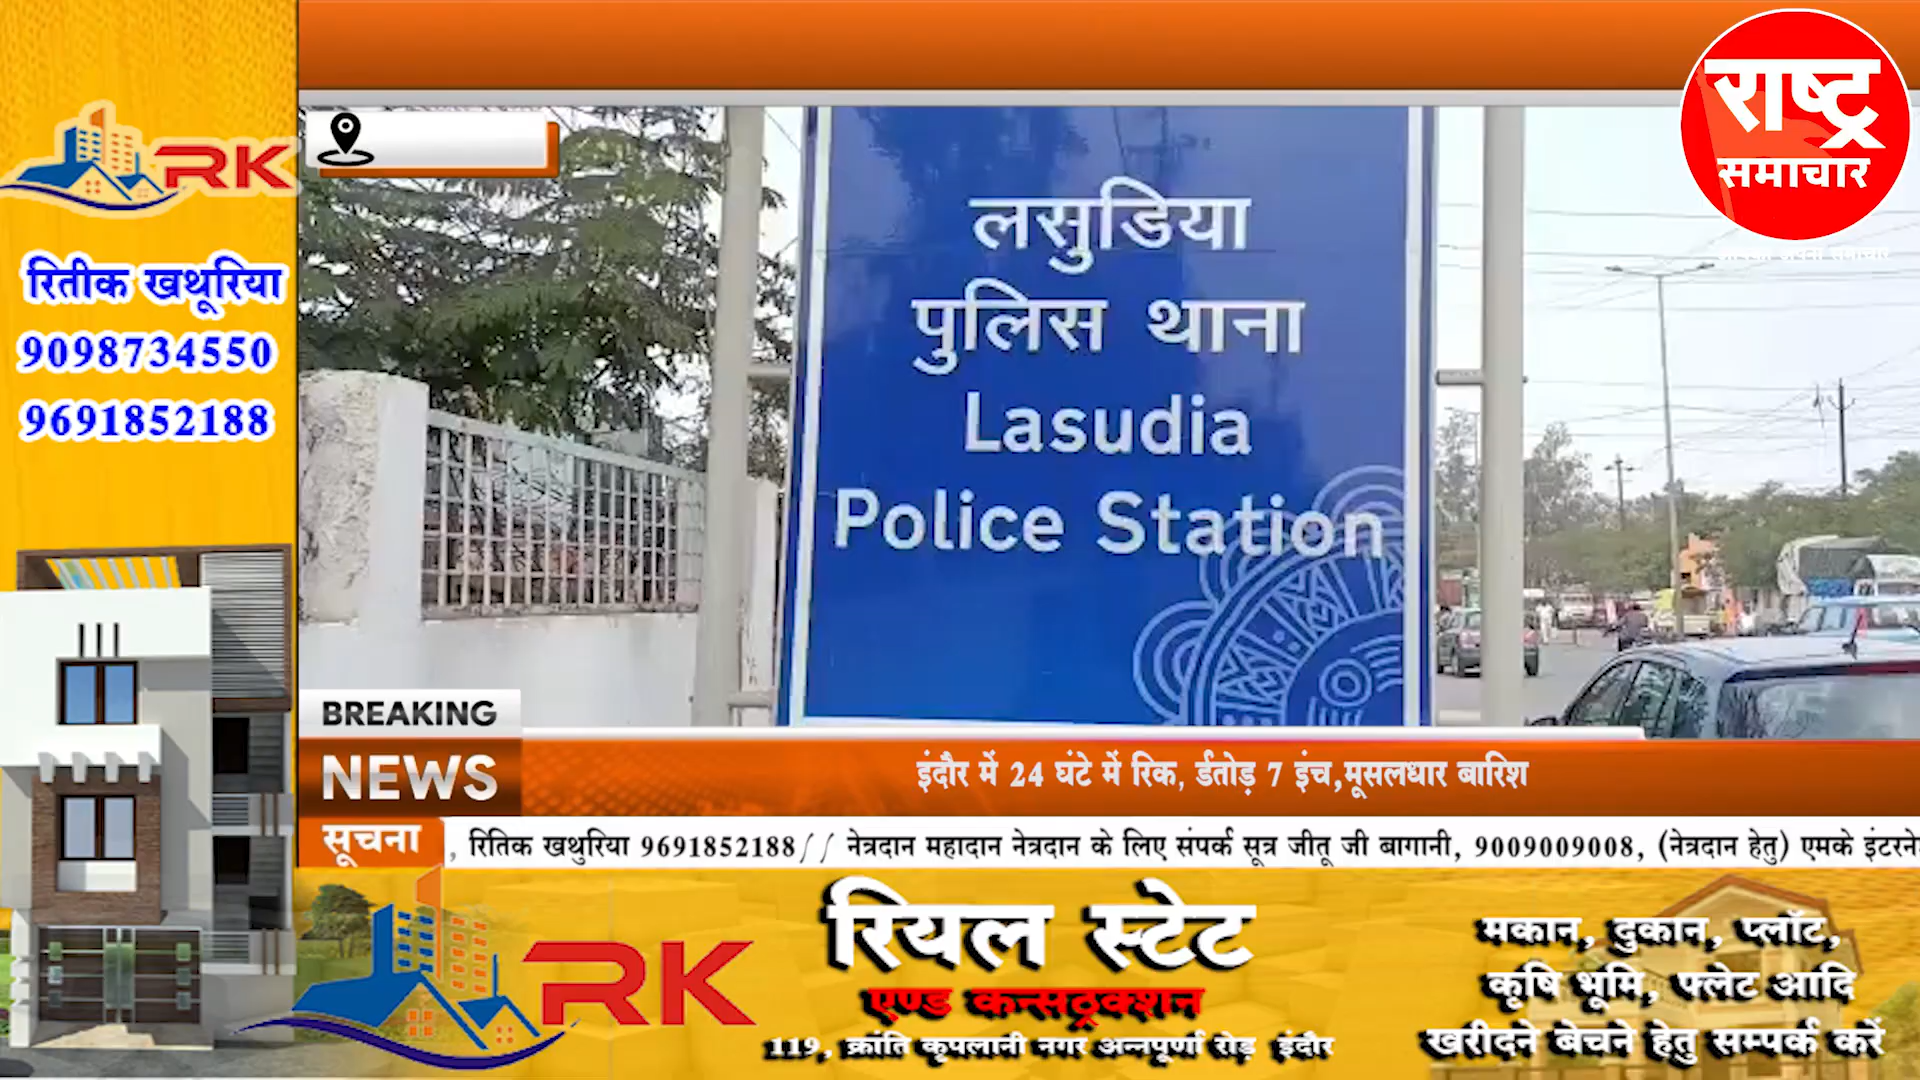 राष्ट्र
समाचार
RK
रितीक खथूरिया
9098734550
9691852188
लसुडिया
पुलिस थाना
Lasudia
Police Station
BREAKING
NEWS
इंदौर में 24 घंटे में रिक, र्डतोड़ 7 इंच,मूसलधार बारिश
सूचना
, रितिक खथुरिया 9691852188// नेत्रदान महादान नेत्रदान के लिए संपर्क सूत्र जीतू जी बागानी, 9009009008, (नेत्रदान हेतु) एमके इंटरने
RK
रियल स्टेट
एण्ड कन्सठ्रक्शन
119, क्रांति कृपलानी नगर अन्नपूर्णा रोड़ इंदौर
मकान, दुकान, प्लॉट,
कृषि भूमि, फ्लेट आदि
खरीदने बेचने हेतु सम्पर्क करें